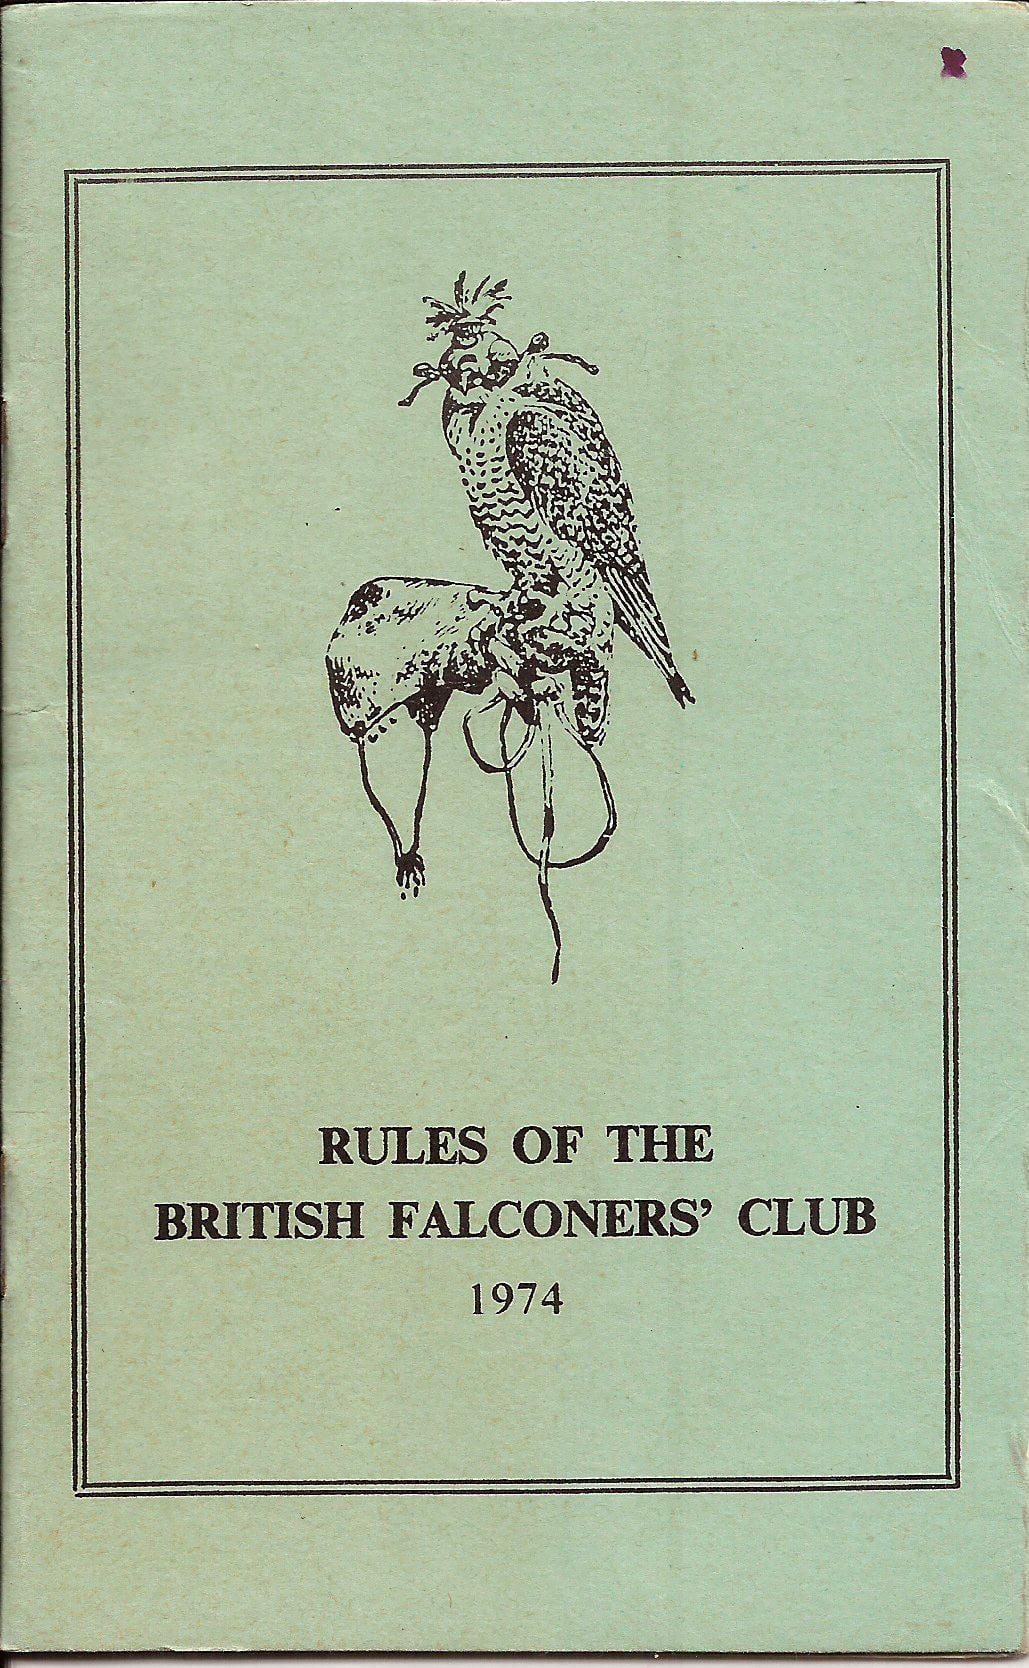 RULES OF THE
BRITISH FALCONERS' CLUB
1974